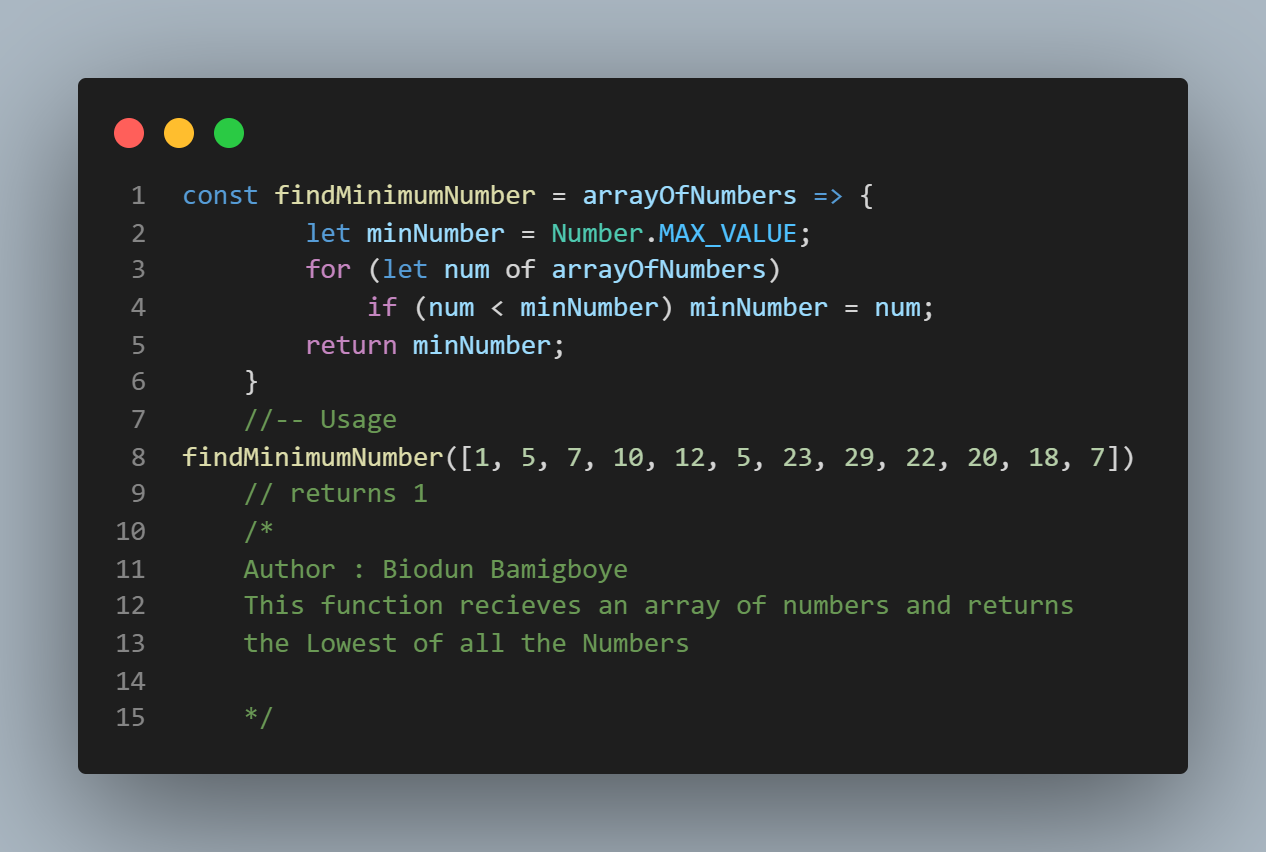 1 const findMinimumNumber = arrayOfNumbers => {
2         let minNumber = Number.MAX_VALUE;
3         for (let num of arrayOfNumbers)
4             if (num < minNumber) minNumber = num;
5         return minNumber;
6     }
7     //-- Usage
8 findMinimumNumber([1, 5, 7, 10, 12, 5, 23, 29, 22, 20, 18, 7])
9     // returns 1
10     /*
11     Author : Biodun Bamigboye
12     This function recieves an array of numbers and returns
13     the Lowest of all the Numbers
14
15     */